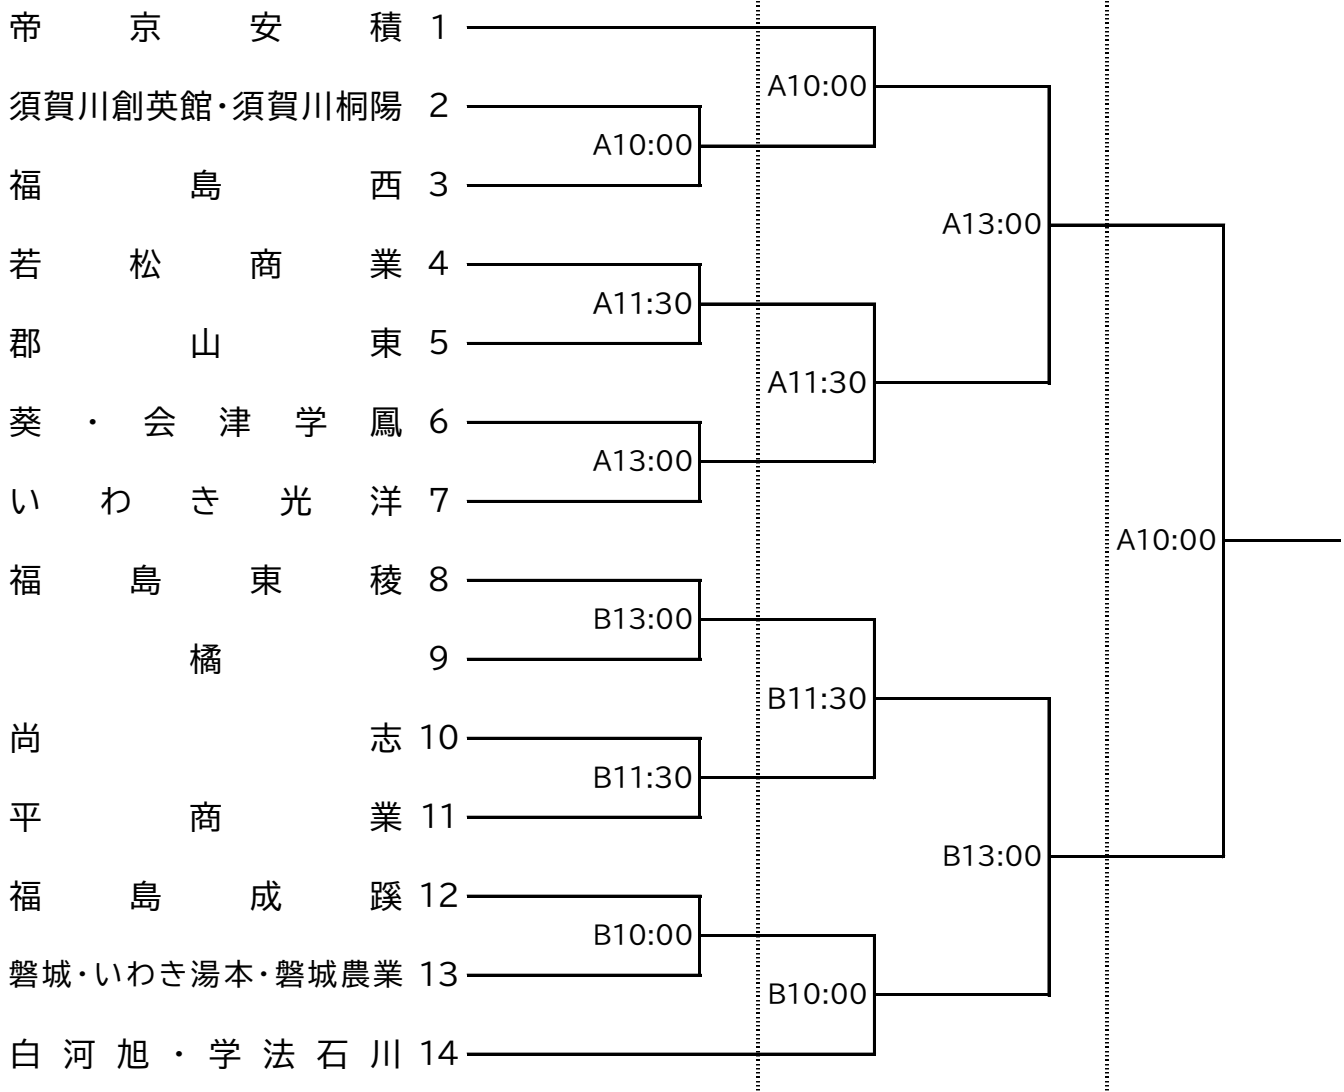 帝京安積 1
A10:00
須賀川創英館・須賀川桐陽 2
A10:00
福島西 3
A13:00
若松商業 4
A11:30
郡山東 5
A11:30
葵・会津学鳳 6
A13:00
いわき光洋 7
A10:00
福島東稜 8
B13:00
橘 9
B11:30
尚志 10
B11:30
平商業 11
B13:00
福島成蹊 12
B10:00
磐城・いわき湯本・磐城農業 13
B10:00
白河旭・学法石川 14